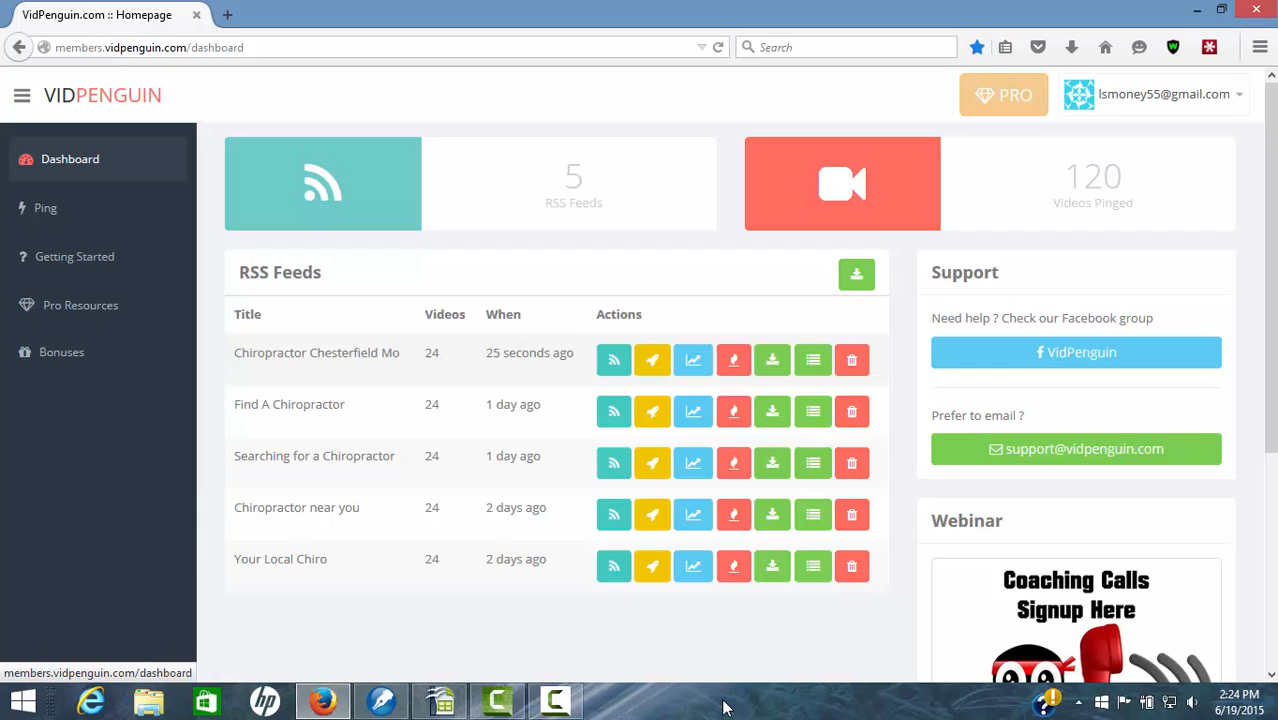 VidPenguin.com :: Homepage
members.vidpenguin.com/dashboard
Search
VIDPENGUIN
PRO
lsmoney55@gmail.com
Dashboard
Ping
Getting Started
Pro Resources
Bonuses
5
RSS Feeds
120
Videos Pinged
RSS Feeds
Title Videos When Actions
Chiropractor Chesterfield Mo 24 25 seconds ago
Find A Chiropractor 24 1 day ago
Searching for a Chiropractor 24 1 day ago
Chiropractor near you 24 2 days ago
Your Local Chiro 24 2 days ago
Support
Need help ? Check our Facebook group
VidPenguin
Prefer to email ?
support@vidpenguin.com
Webinar
Coaching Calls
Signup Here
members.vidpenguin.com/dashboard
2:24 PM
6/19/2015